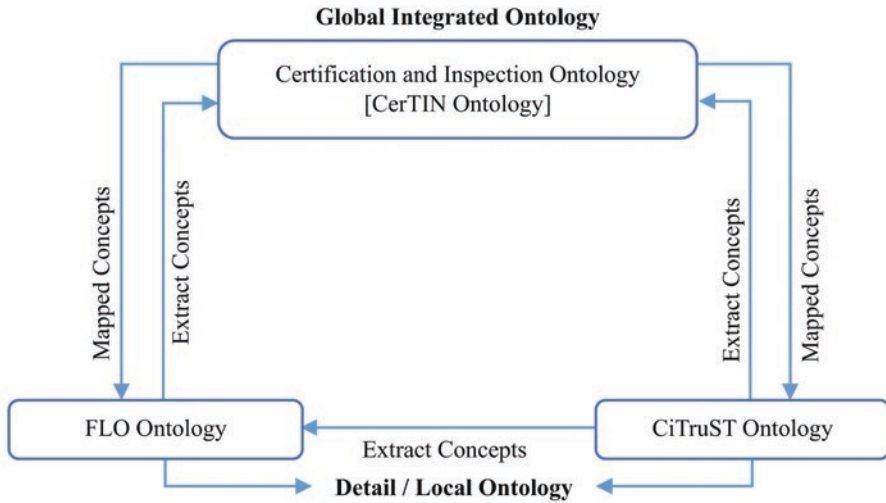 Global Integrated Ontology
Certification and Inspection Ontology
[CerTIN Ontology]
Mapped Concepts
Extract Concepts
Extract Concepts
Mapped Concepts
FLO Ontology
CiTruST Ontology
Extract Concepts
Detail / Local Ontology